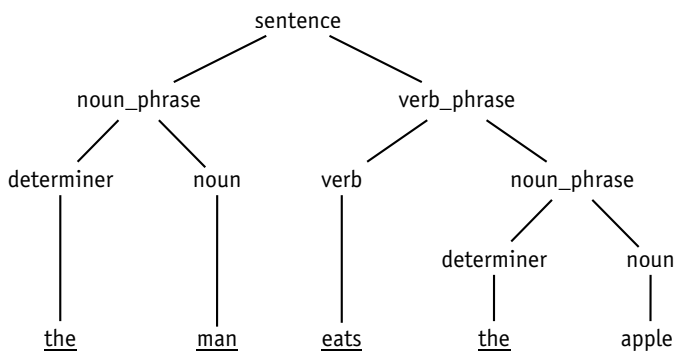 sentence
noun_phrase verb_phrase
determiner noun verb noun_phrase
determiner noun
the man eats the apple